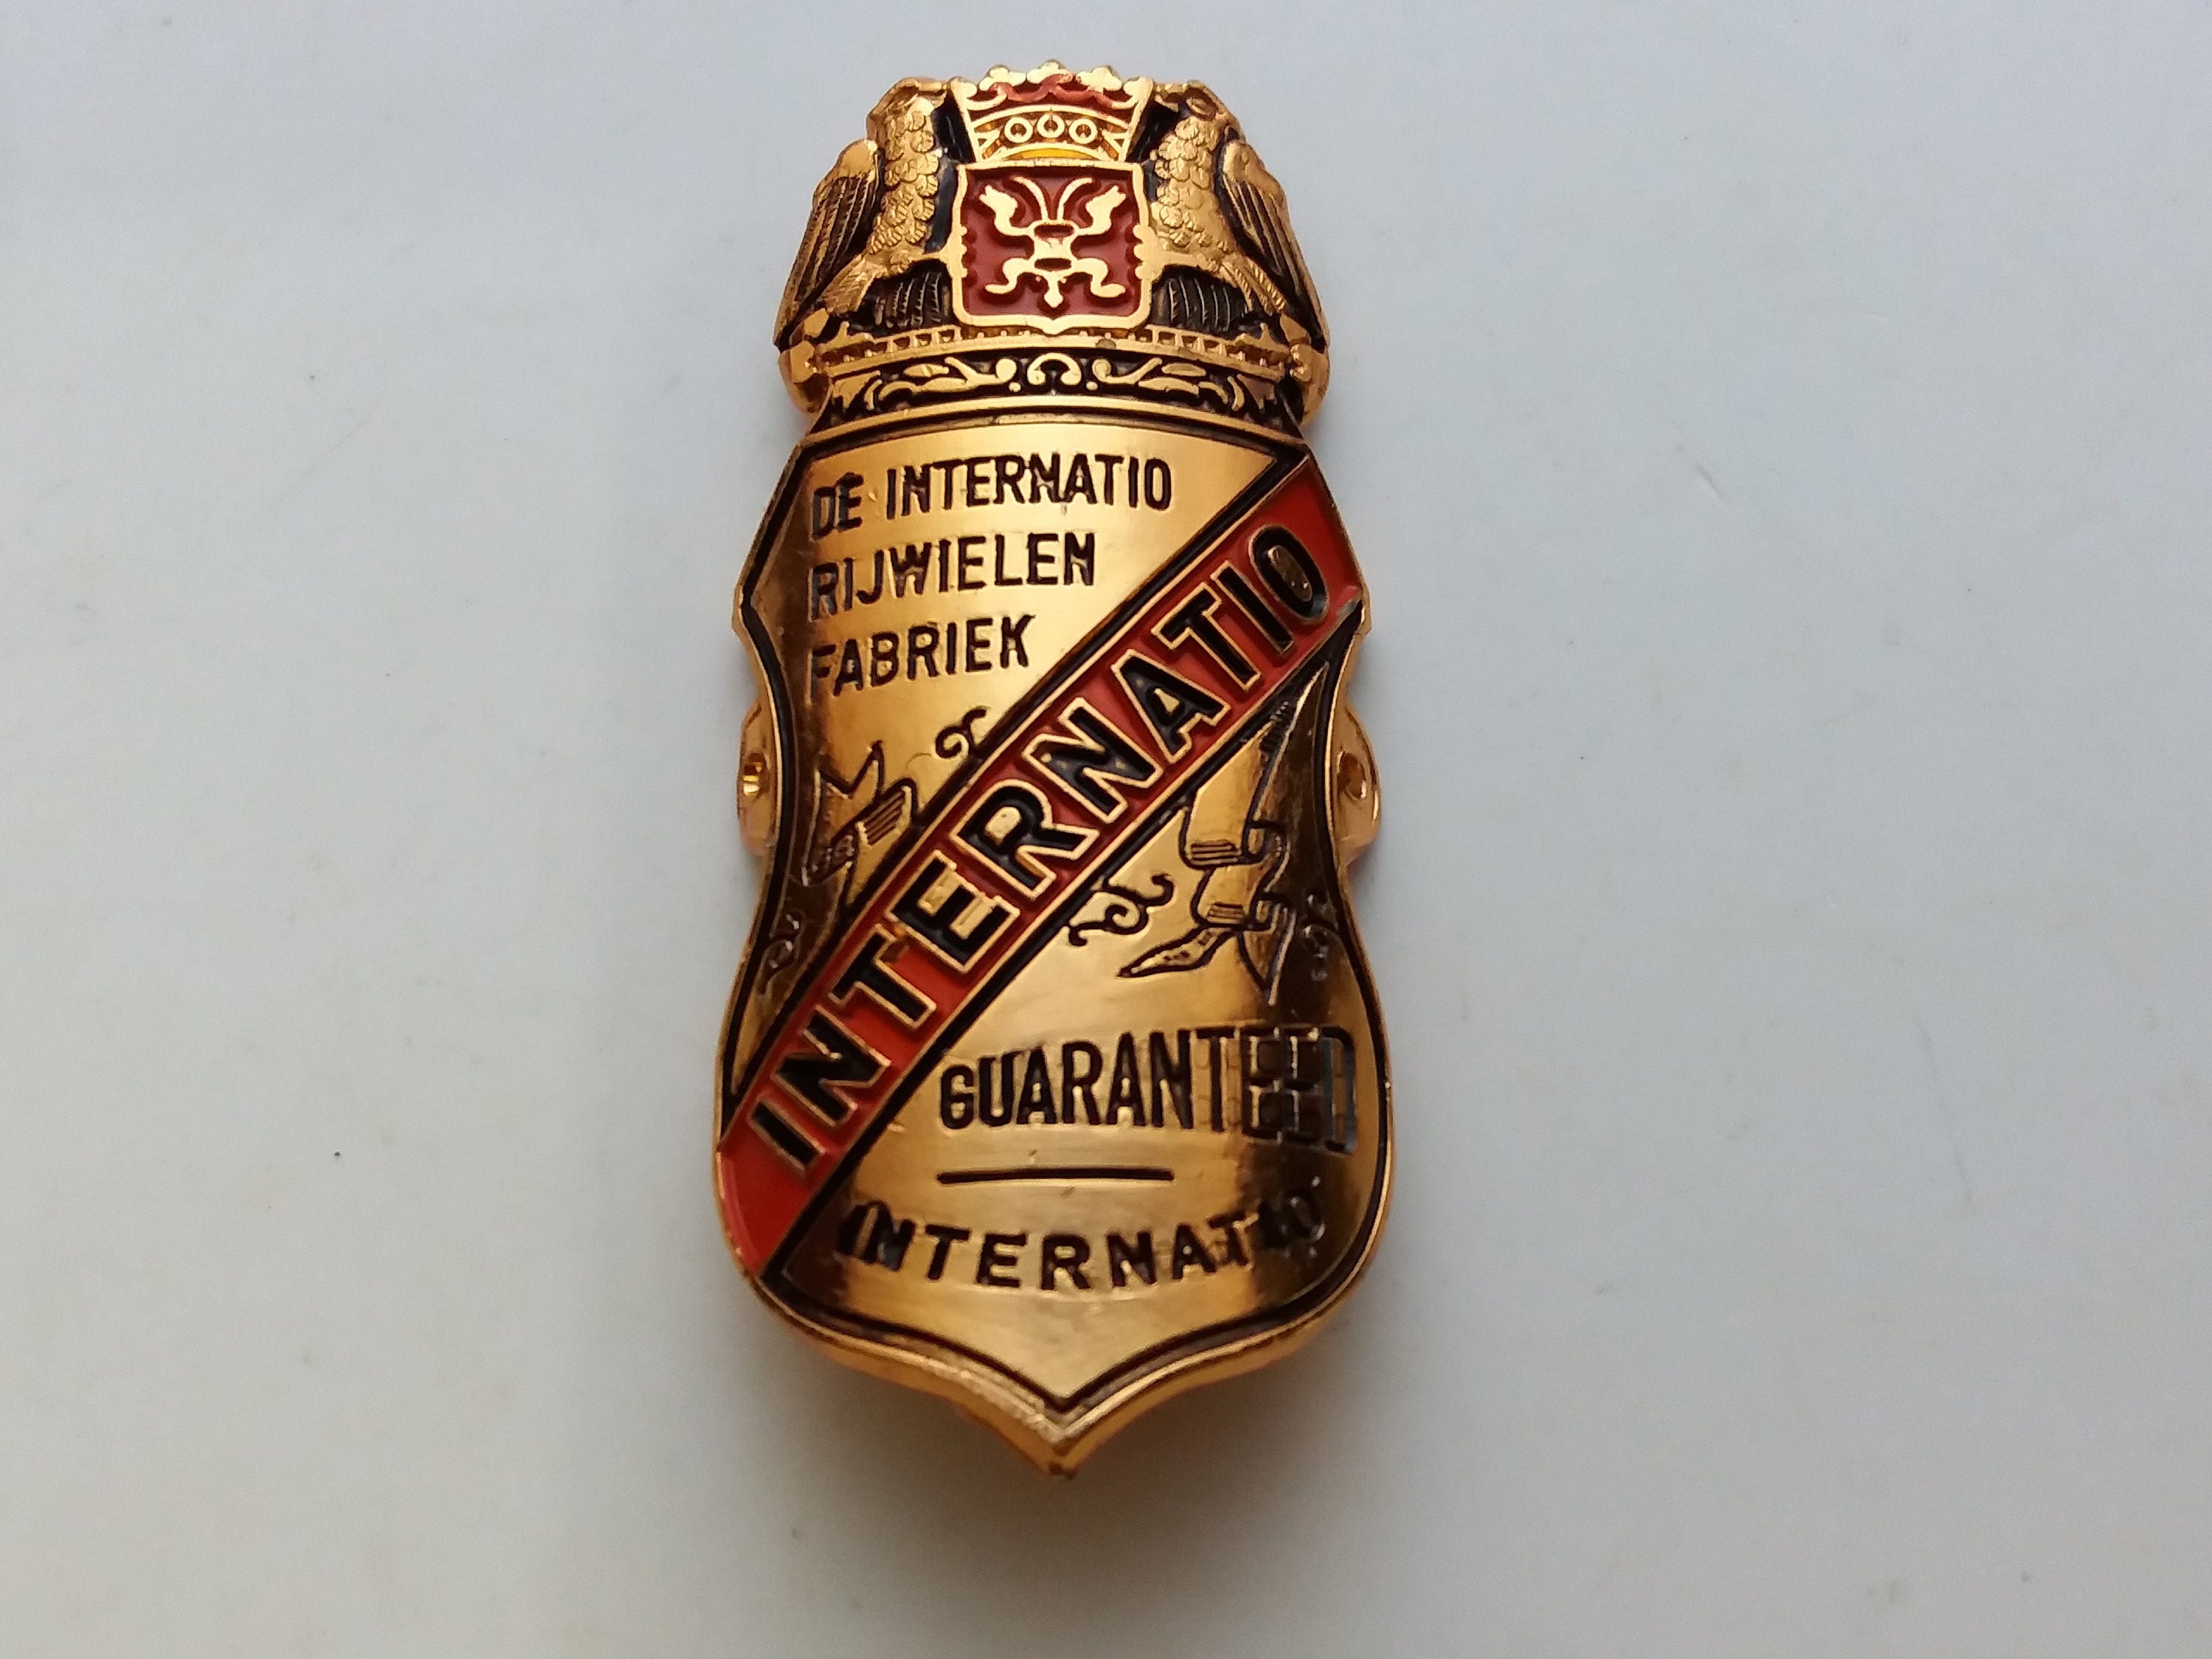 DE INTERNATIO
RIJWIELEN
FABRIEK
INTERNATIO
GUARANTEED
INTERNATIO